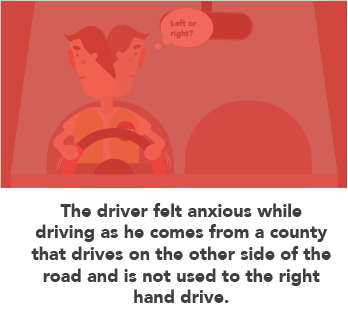 Left or
right?
The driver felt anxious while
driving as he comes from a county
that drives on the other side of the
road and is not used to the right
hand drive.